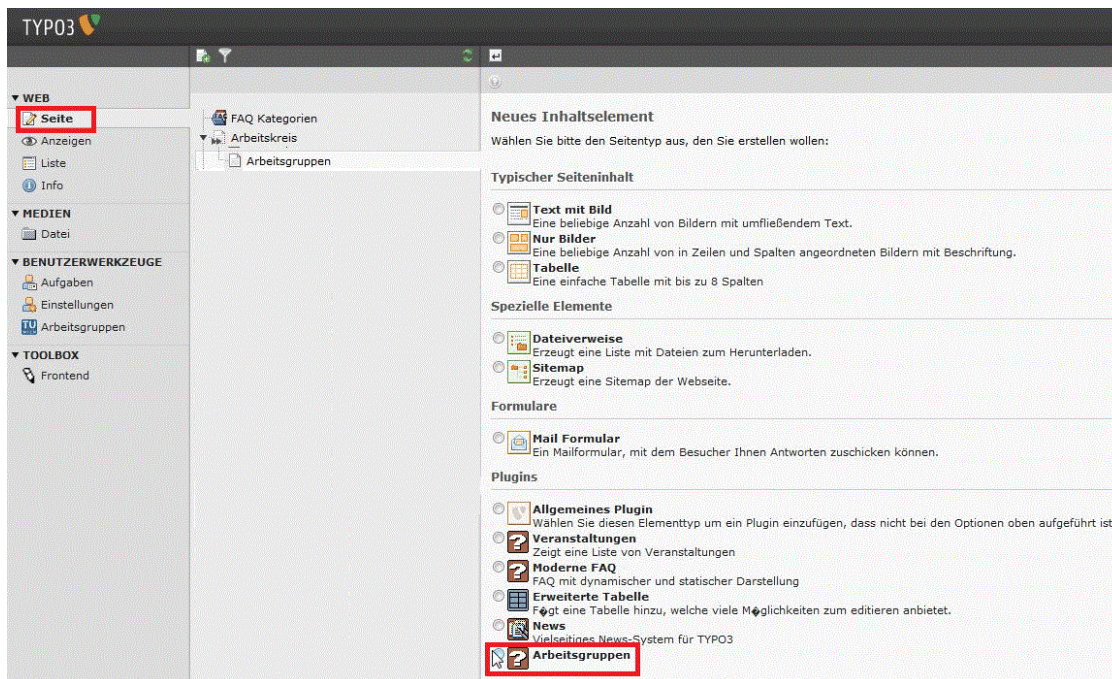 TYPO3
WEB
Seite
Anzeigen
Liste
Info
MEDIEN
Datei
BENUTZERWERKZEUGE
Aufgaben
Einstellungen
TU Arbeitsgruppen
TOOLBOX
Frontend
FAQ Kategorien
Arbeitskreis
Arbeitsgruppen
Neues Inhaltselement
Wählen Sie bitte den Seitentyp aus, den Sie erstellen wollen:
Typischer Seiteninhalt
Text mit Bild
Eine beliebige Anzahl von Bildern mit umfließendem Text.
Nur Bilder
Eine beliebige Anzahl von in Zeilen und Spalten angeordneten Bildern mit Beschriftung.
Tabelle
Eine einfache Tabelle mit bis zu 8 Spalten
Spezielle Elemente
Dateiverweise
Erzeugt eine Liste mit Dateien zum Herunterladen.
Sitemap
Erzeugt eine Sitemap der Webseite.
Formulare
Mail Formular
Ein Mailformular, mit dem Besucher Ihnen Antworten zuschicken können.
Plugins
Allgemeines Plugin
Wählen Sie diesen Elementtyp um ein Plugin einzufügen, dass nicht bei den Optionen oben aufgeführt ist
Veranstaltungen
Zeigt eine Liste von Veranstaltungen
Moderne FAQ
FAQ mit dynamischer und statischer Darstellung
Erweiterte Tabelle
F�gt eine Tabelle hinzu, welche viele M�glichkeiten zum editieren anbietet.
News
Vielseitiges News-System für TYPO3
Arbeitsgruppen